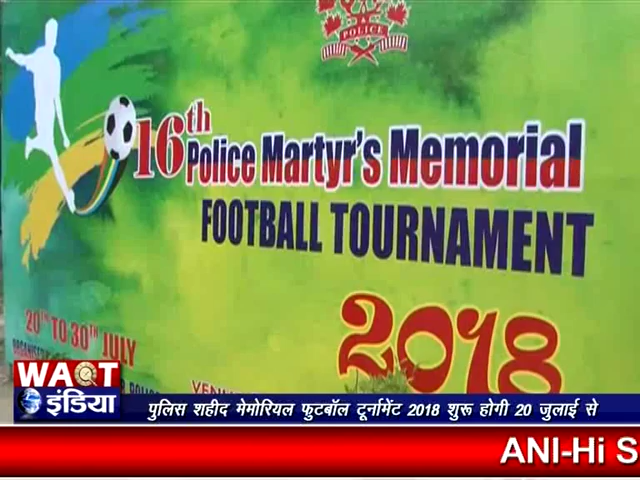 POLICE
16th
Police Martyr's Memorial
FOOTBALL TOURNAMENT
20TH TO 30TH JULY
2018
WAQT
इंडिया
पुलिस शहीद मेमोरियल फुटबॉल टूर्नामेंट 2018 शुरू होगी 20 जुलाई से
ANI-Hi S